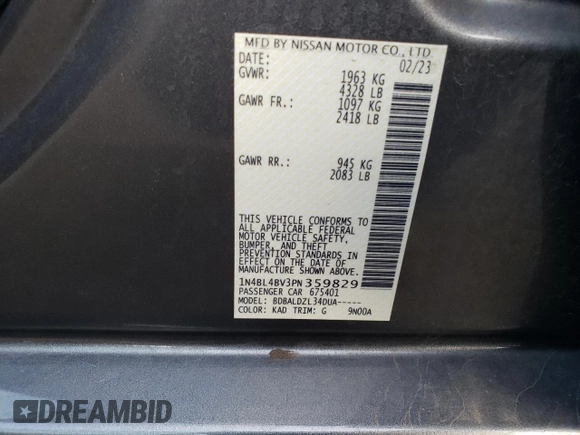 MFD BY NISSAN MOTOR CO., LTD
DATE: 02/23
GVWR: 1963 KG
4328 LB
GAWR FR.: 1097 KG
2418 LB
GAWR RR.: 945 KG
2083 LB
THIS VEHICLE CONFORMS TO
ALL APPLICABLE FEDERAL
MOTOR VEHICLE SAFETY,
BUMPER, AND THEFT
PREVENTION STANDARDS IN
EFFECT ON THE DATE OF
MANUFACTURE SHOWN ABOVE.
1N4BL4BV3PN359829
PASSENGER CAR 675401
MODEL: BDBALDZL34DUA-----
COLOR: KAD TRIM: G 9N00A
DREAMBID